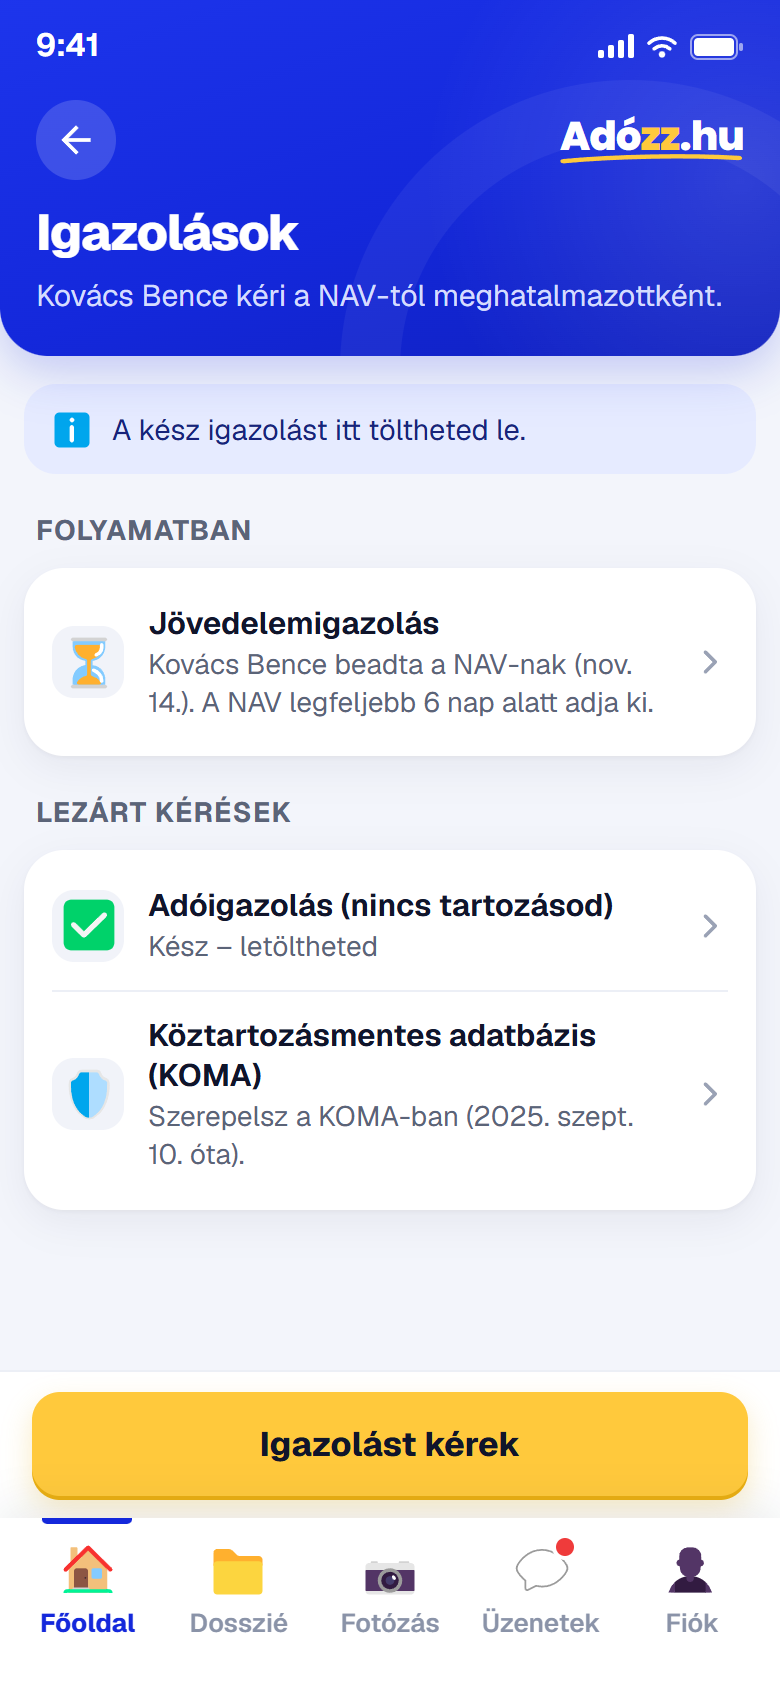 9:41
Adózz.hu
Igazolások
Kovács Bence kéri a NAV-tól meghatalmazottként.
A kész igazolást itt töltheted le.
FOLYAMATBAN
Jövedelemigazolás
Kovács Bence beadta a NAV-nak (nov.
14.). A NAV legfeljebb 6 nap alatt adja ki.
LEZÁRT KÉRÉSEK
Adóigazolás (nincs tartozásod)
Kész – letöltheted
Köztartozásmentes adatbázis
(KOMA)
Szerepelsz a KOMA-ban (2025. szept.
10. óta).
Igazolást kérek
Főoldal
Dosszié
Fotózás
Üzenetek
Fiók